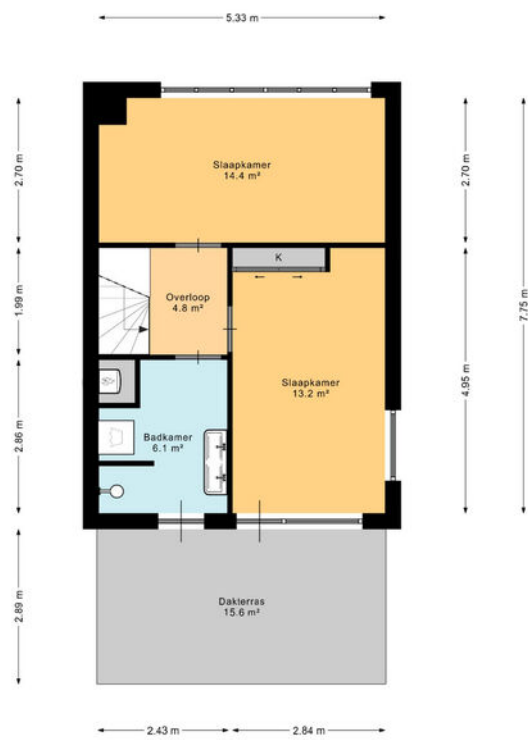 5.33 m
2.70 m
Slaapkamer
14.4 m²
2.70 m
7.75 m
1.99 m
K
Overloop
4.8 m²
4.95 m
Slaapkamer
13.2 m²
2.86 m
Badkamer
6.1 m²
2.89 m
Dakterras
15.6 m²
2.43 m
2.84 m